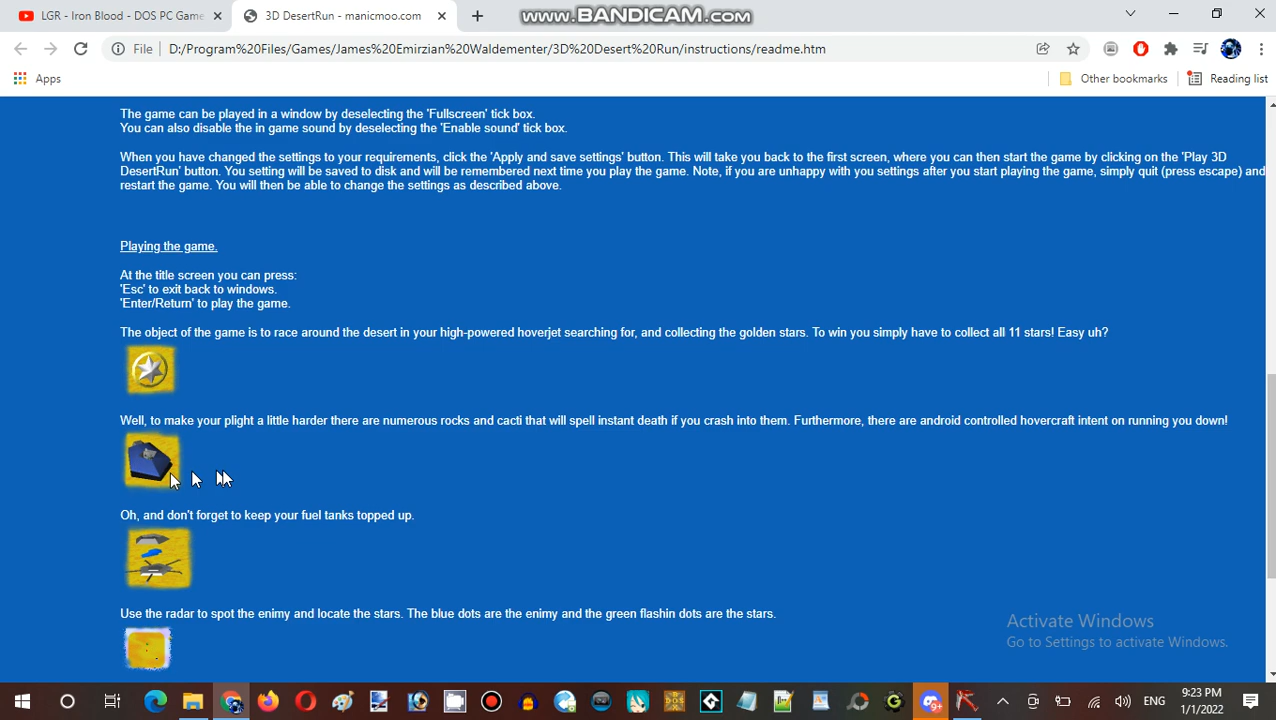 LGR - Iron Blood - DOS PC Game
3D DesertRun - manicmoo.com
www.BANDICAM.com
File
D:/Program%20Files/Games/James%20Emirzian%20Waldementer/3D%20Desert%20Run/instructions/readme.htm
Apps
Other bookmarks
Reading list
The game can be played in a window by deselecting the 'Fullscreen' tick box.
You can also disable the in game sound by deselecting the 'Enable sound' tick box.
When you have changed the settings to your requirements, click the 'Apply and save settings' button. This will take you back to the first screen, where you can then start the game by clicking on the 'Play 3D
DesertRun' button. You setting will be saved to disk and will be remembered next time you play the game. Note, if you are unhappy with you settings after you start playing the game, simply quit (press escape) and
restart the game. You will then be able to change the settings as described above.
Playing the game.
At the title screen you can press:
'Esc' to exit back to windows.
'Enter/Return' to play the game.
The object of the game is to race around the desert in your high-powered hoverjet searching for, and collecting the golden stars. To win you simply have to collect all 11 stars! Easy uh?
Well, to make your plight a little harder there are numerous rocks and cacti that will spell instant death if you crash into them. Furthermore, there are android controlled hovercraft intent on running you down!
Oh, and don't forget to keep your fuel tanks topped up.
Use the radar to spot the enimy and locate the stars. The blue dots are the enimy and the green flashin dots are the stars.
Activate Windows
Go to Settings to activate Windows.
ENG
9:23 PM
1/1/2022